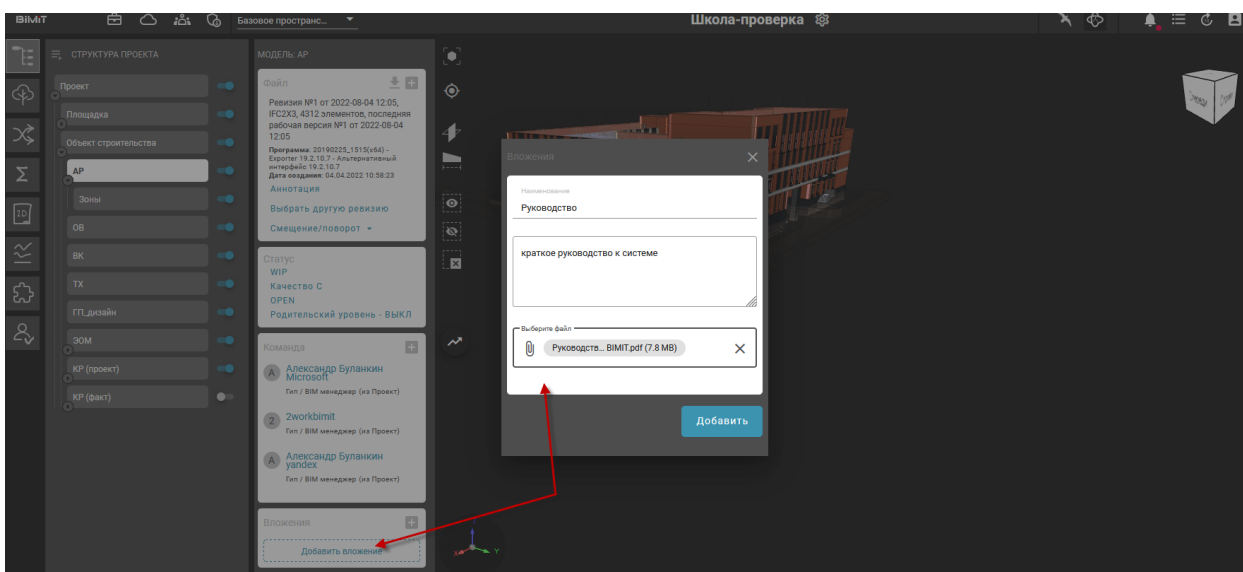 BIMiT
Базовое пространс...
Школа-проверка
СТРУКТУРА ПРОЕКТА
Проект
Площадка
Объект строительства
АР
Зоны
ОВ
ВК
ТХ
ГП_дизайн
ЭОМ
КР (проект)
КР (факт)
2D
МОДЕЛЬ: АР
Файл
Ревизия №1 от 2022-08-04 12:05,
IFC2X3, 4312 элементов, последняя
рабочая версия №1 от 2022-08-04
12:05
Программа: 20190225_1515(x64) -
Exporter 19.2.10.7 - Альтернативный
интерфейс 19.2.10.7
Дата создания: 04.04.2022 10:58:23
Аннотация
Выбрать другую ревизию
Смещение/поворот
Статус
WIP
Качество C
OPEN
Родительский уровень - ВЫКЛ
Команда
А
Александр Буланкин
Microsoft
Гип / BIM менеджер (из Проект)
2
2workbimit
Гип / BIM менеджер (из Проект)
А
Александр Буланкин
yandex
Гип / BIM менеджер (из Проект)
Вложения
Добавить вложение
Вложения
Наименование
Руководство
краткое руководство к системе
Выберите файл
Руководств... BIMIT.pdf (7.8 MB)
Добавить
X
Y